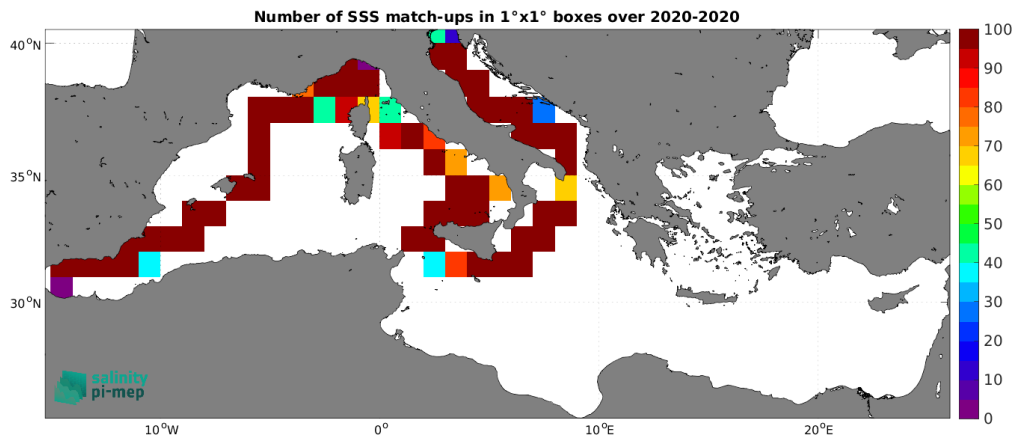 Number of SSS match-ups in 1°x1° boxes over 2020-2020
40°N
35°N
30°N
10°W
0°
10°E
20°E
100
90
80
70
60
50
40
30
20
10
0
salinity
pi-mep